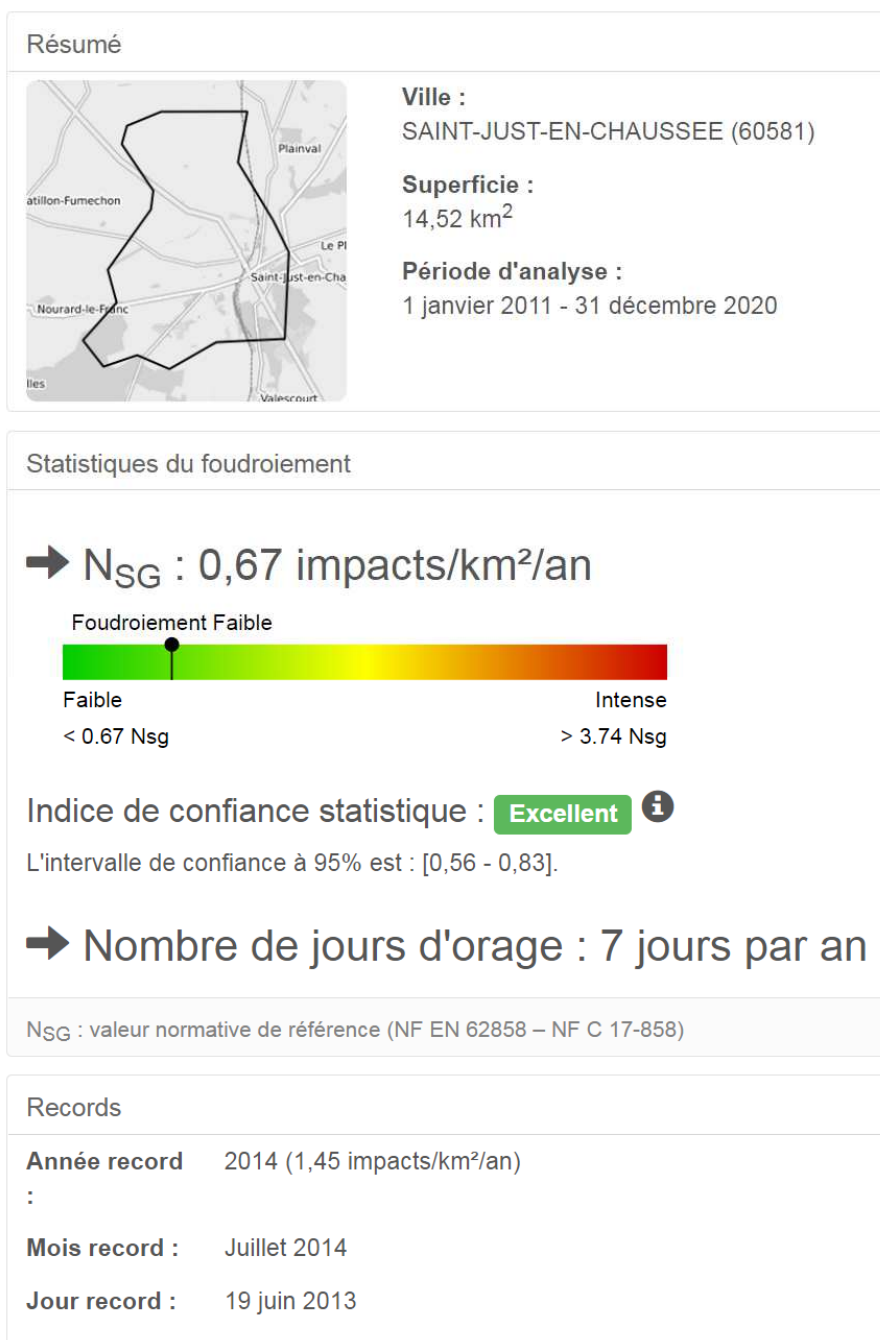 Résumé
Plainval
atillon-Fumechon
Le Pl
Saint-Just-en-Cha
Nourard-le-Franc
lles
Valescourt
Ville :
SAINT-JUST-EN-CHAUSSEE (60581)
Superficie :
14,52 km²
Période d'analyse :
1 janvier 2011 - 31 décembre 2020
Statistiques du foudroiement
➡ NSG : 0,67 impacts/km²/an
Foudroiement Faible
Faible Intense
< 0.67 Nsg > 3.74 Nsg
Indice de confiance statistique : Excellent
L'intervalle de confiance à 95% est : [0,56 - 0,83].
➡ Nombre de jours d'orage : 7 jours par an
NSG : valeur normative de référence (NF EN 62858 – NF C 17-858)
Records
Année record : 2014 (1,45 impacts/km²/an)
Mois record : Juillet 2014
Jour record : 19 juin 2013